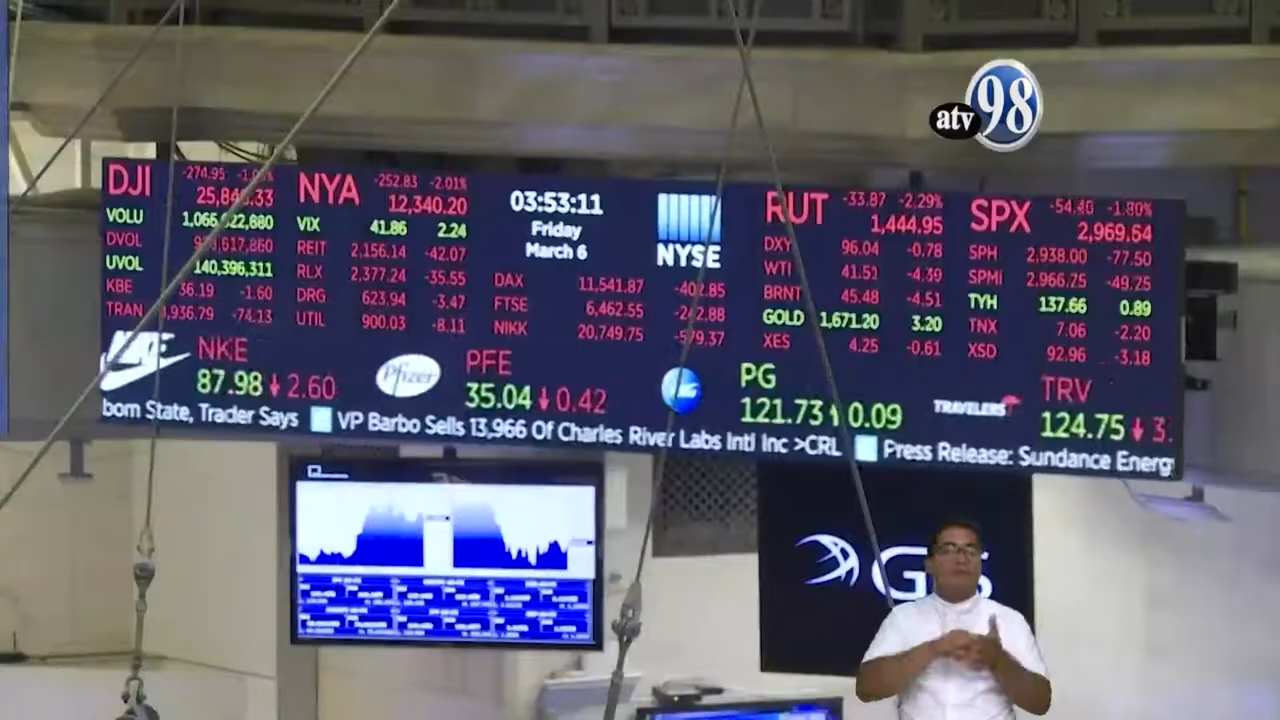 atv 98
DJI -274.95
VOLU
DVOL
UVOL 140,396,311
KBE 36.19 -1.60
TRAN -74.13
NYA -252.83 -2.01%
12,340.20
VIX 41.86 2.24
REIT 2,156.14 -42.07
RLX 2,377.24 -35.55
DRG 623.94 -3.47
UTIL 900.03 -8.11
03:53:11
Friday
March 6
NYSE
DAX 11,541.87 -402.85
FTSE 6,462.55
NIKK 20,749.75
RUT -33.87 -2.29%
1,444.95
DXY 96.04 -0.78
WTI 41.51 -4.39
BRNT 45.48 -4.51
GOLD 1,671.20 3.20
XES 4.25 -0.61
SPX -54.30 -1.80%
2,969.54
SPH 2,938.00 -77.50
SPMI 2,966.75 -49.25
TYH 137.66 0.89
TNX 7.06 -2.20
XSD 92.96 -3.18
NKE
87.98 ↓ 2.60
Pfizer
PFE
35.04 ↓ 0.42
PG
121.73 0.09
TRAVELERS
TRV
124.75 ↓ 3.
bom State, Trader Says VP Barbo Sells 13,966 Of Charles River Labs Intl Inc >CRL Press Release: Sundance Energ